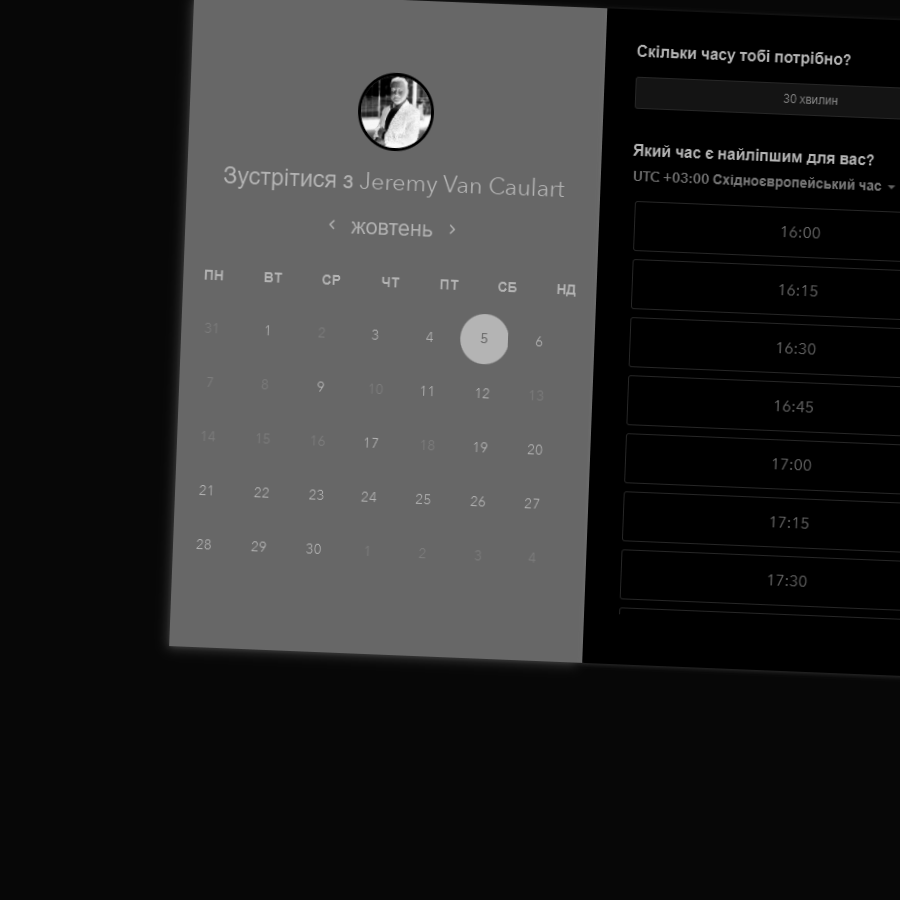 Зустрітися з Jeremy Van Caulart
жовтень
ПН ВТ СР ЧТ ПТ СБ НД
31 1 2 3 4 5 6
7 8 9 10 11 12 13
14 15 16 17 18 19 20
21 22 23 24 25 26 27
28 29 30 1 2 3 4
Скільки часу тобі потрібно?
30 хвилин
Який час є найліпшим для вас?
UTC +03:00 Східноєвропейський час
16:00
16:15
16:30
16:45
17:00
17:15
17:30